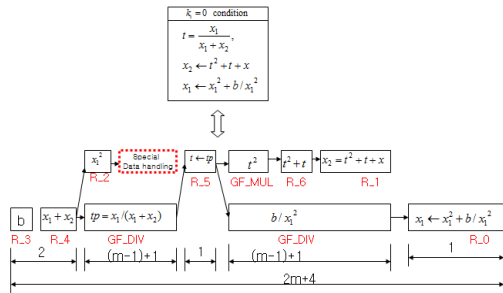 k_i = 0 condition
t = x_1 / (x_1 + x_2),
x_2 ← t^2 + t + x
x_1 ← x_1^2 + b / x_1^2
x_1^2
Special Data handling
t ← tp
t^2
t^2 + t
x_2 = t^2 + t + x
R_2
R_5
GF_MUL
R_6
R_1
b
x_1 + x_2
tp = x_1 /(x_1 + x_2)
b / x_1^2
x_1 ← x_1^2 + b / x_1^2
R_3
R_4
GF_DIV
GF_DIV
R_0
2
(m-1)+1
1
(m-1)+1
1
2m+4